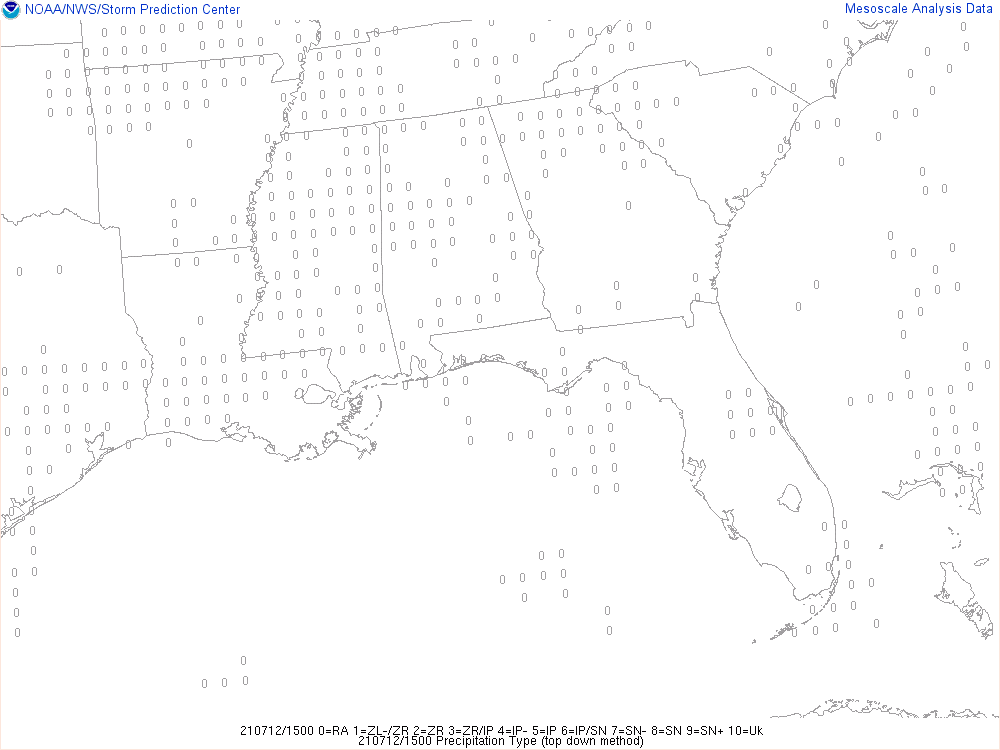 NOAA/NWS/Storm Prediction Center
Mesoscale Analysis Data
210712/1500 0=RA 1=ZL-/ZR 2=ZR 3=ZR/IP 4=IP- 5=IP 6=IP/SN 7=SN- 8=SN 9=SN+ 10=Uk
210712/1500 Precipitation Type (top down method)